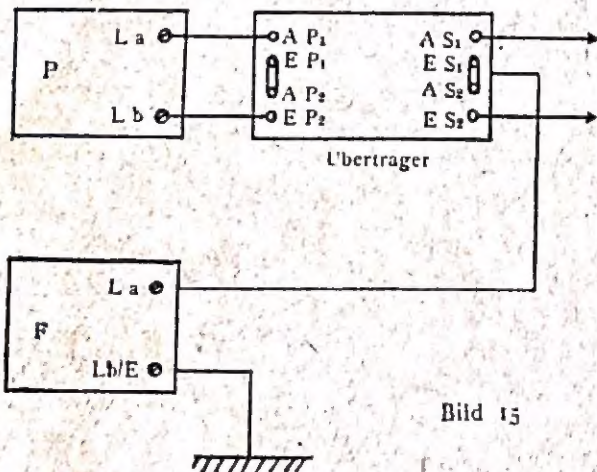 L a A P₁ A S₁
P E P₁ E S₁
A P₂ A S₂
L b E P₂ E S₂
Übertrager
L a
F
Lb/E
Bild 15